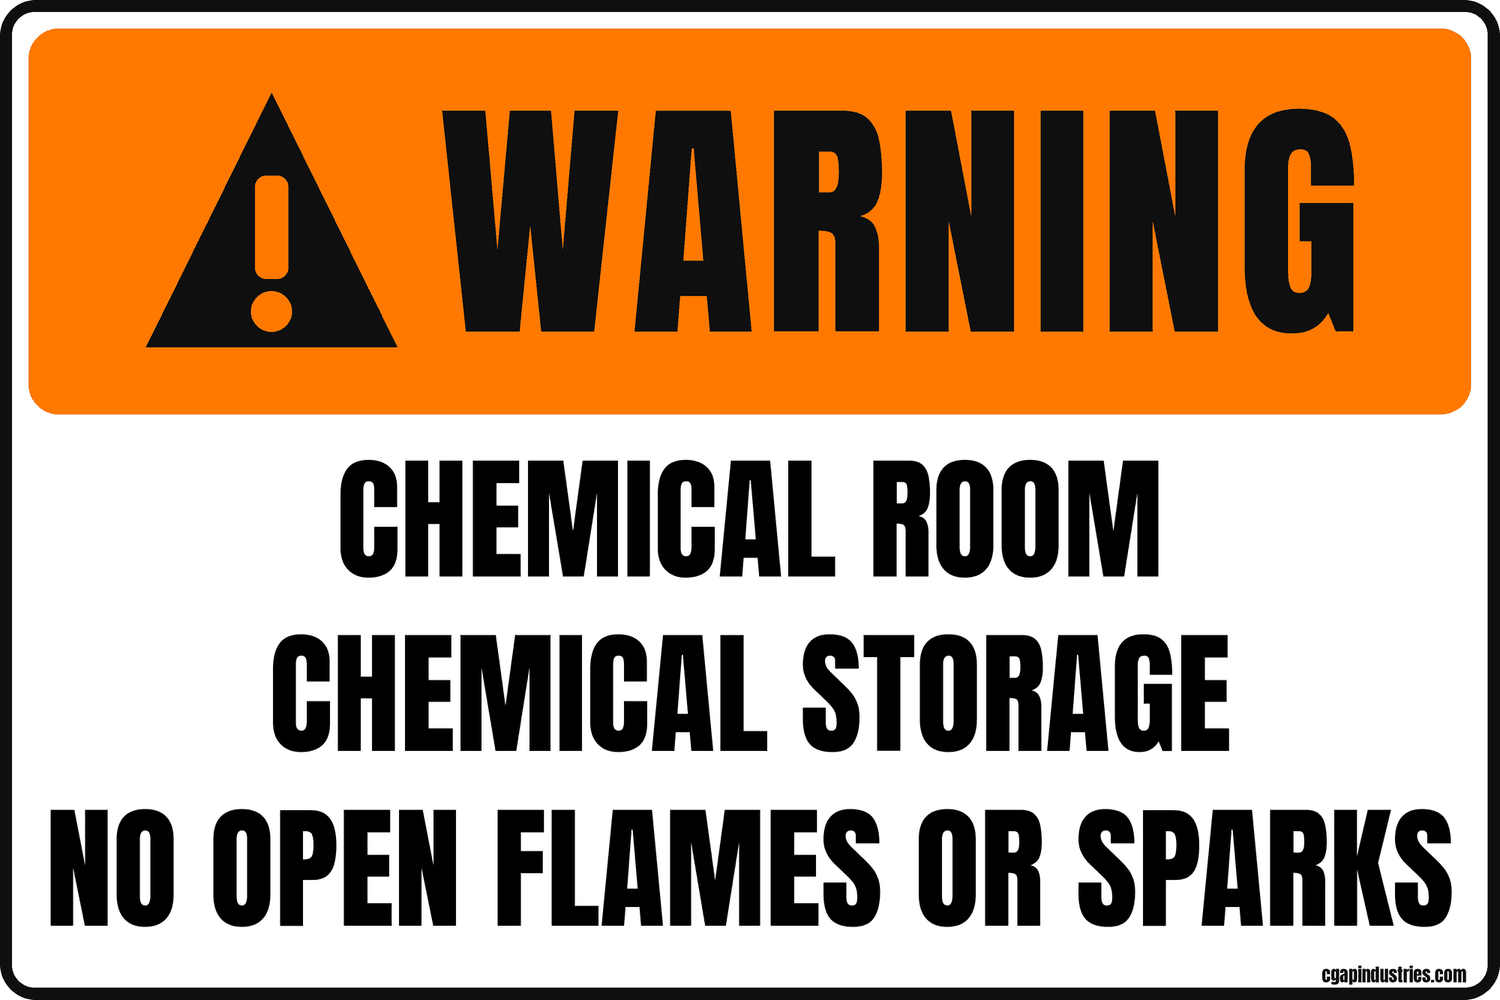 WARNING
CHEMICAL ROOM
CHEMICAL STORAGE
NO OPEN FLAMES OR SPARKS
cgapindustries.com